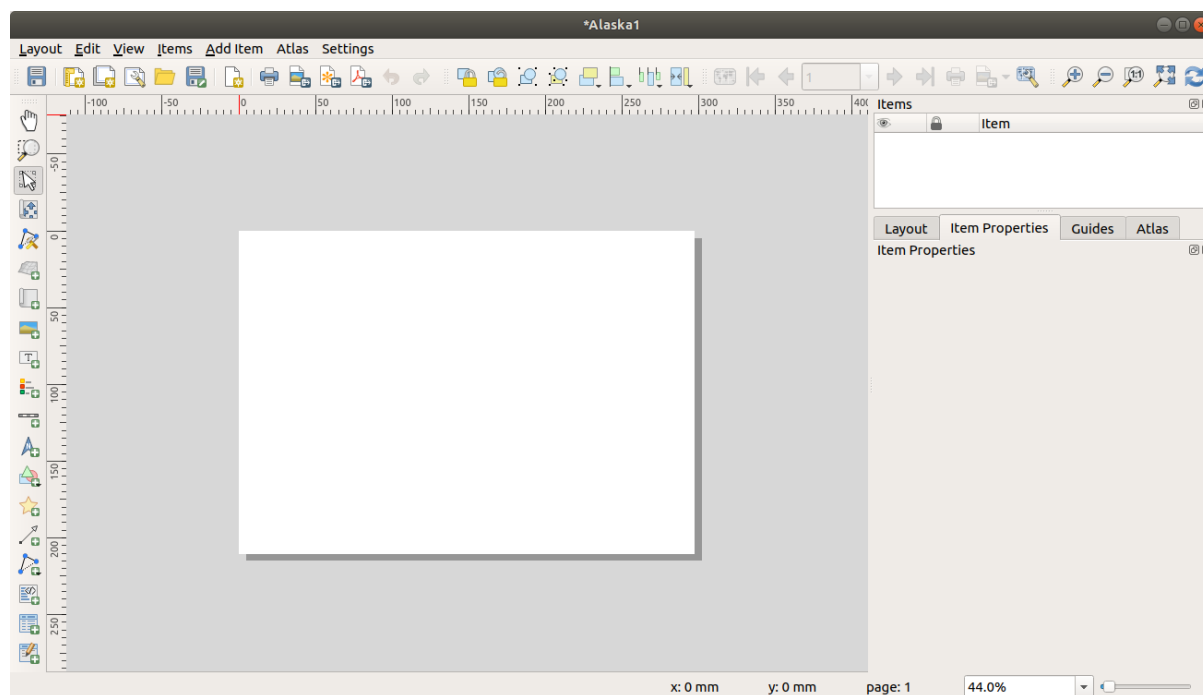 *Alaska1
Layout Edit View Items Add Item Atlas Settings
1
-100 -50 0 50 100 150 200 250 300 350 400
Items
Item
-50
0
50
100
150
200
250
Layout Item Properties Guides Atlas
Item Properties
x: 0 mm y: 0 mm page: 1 44.0%